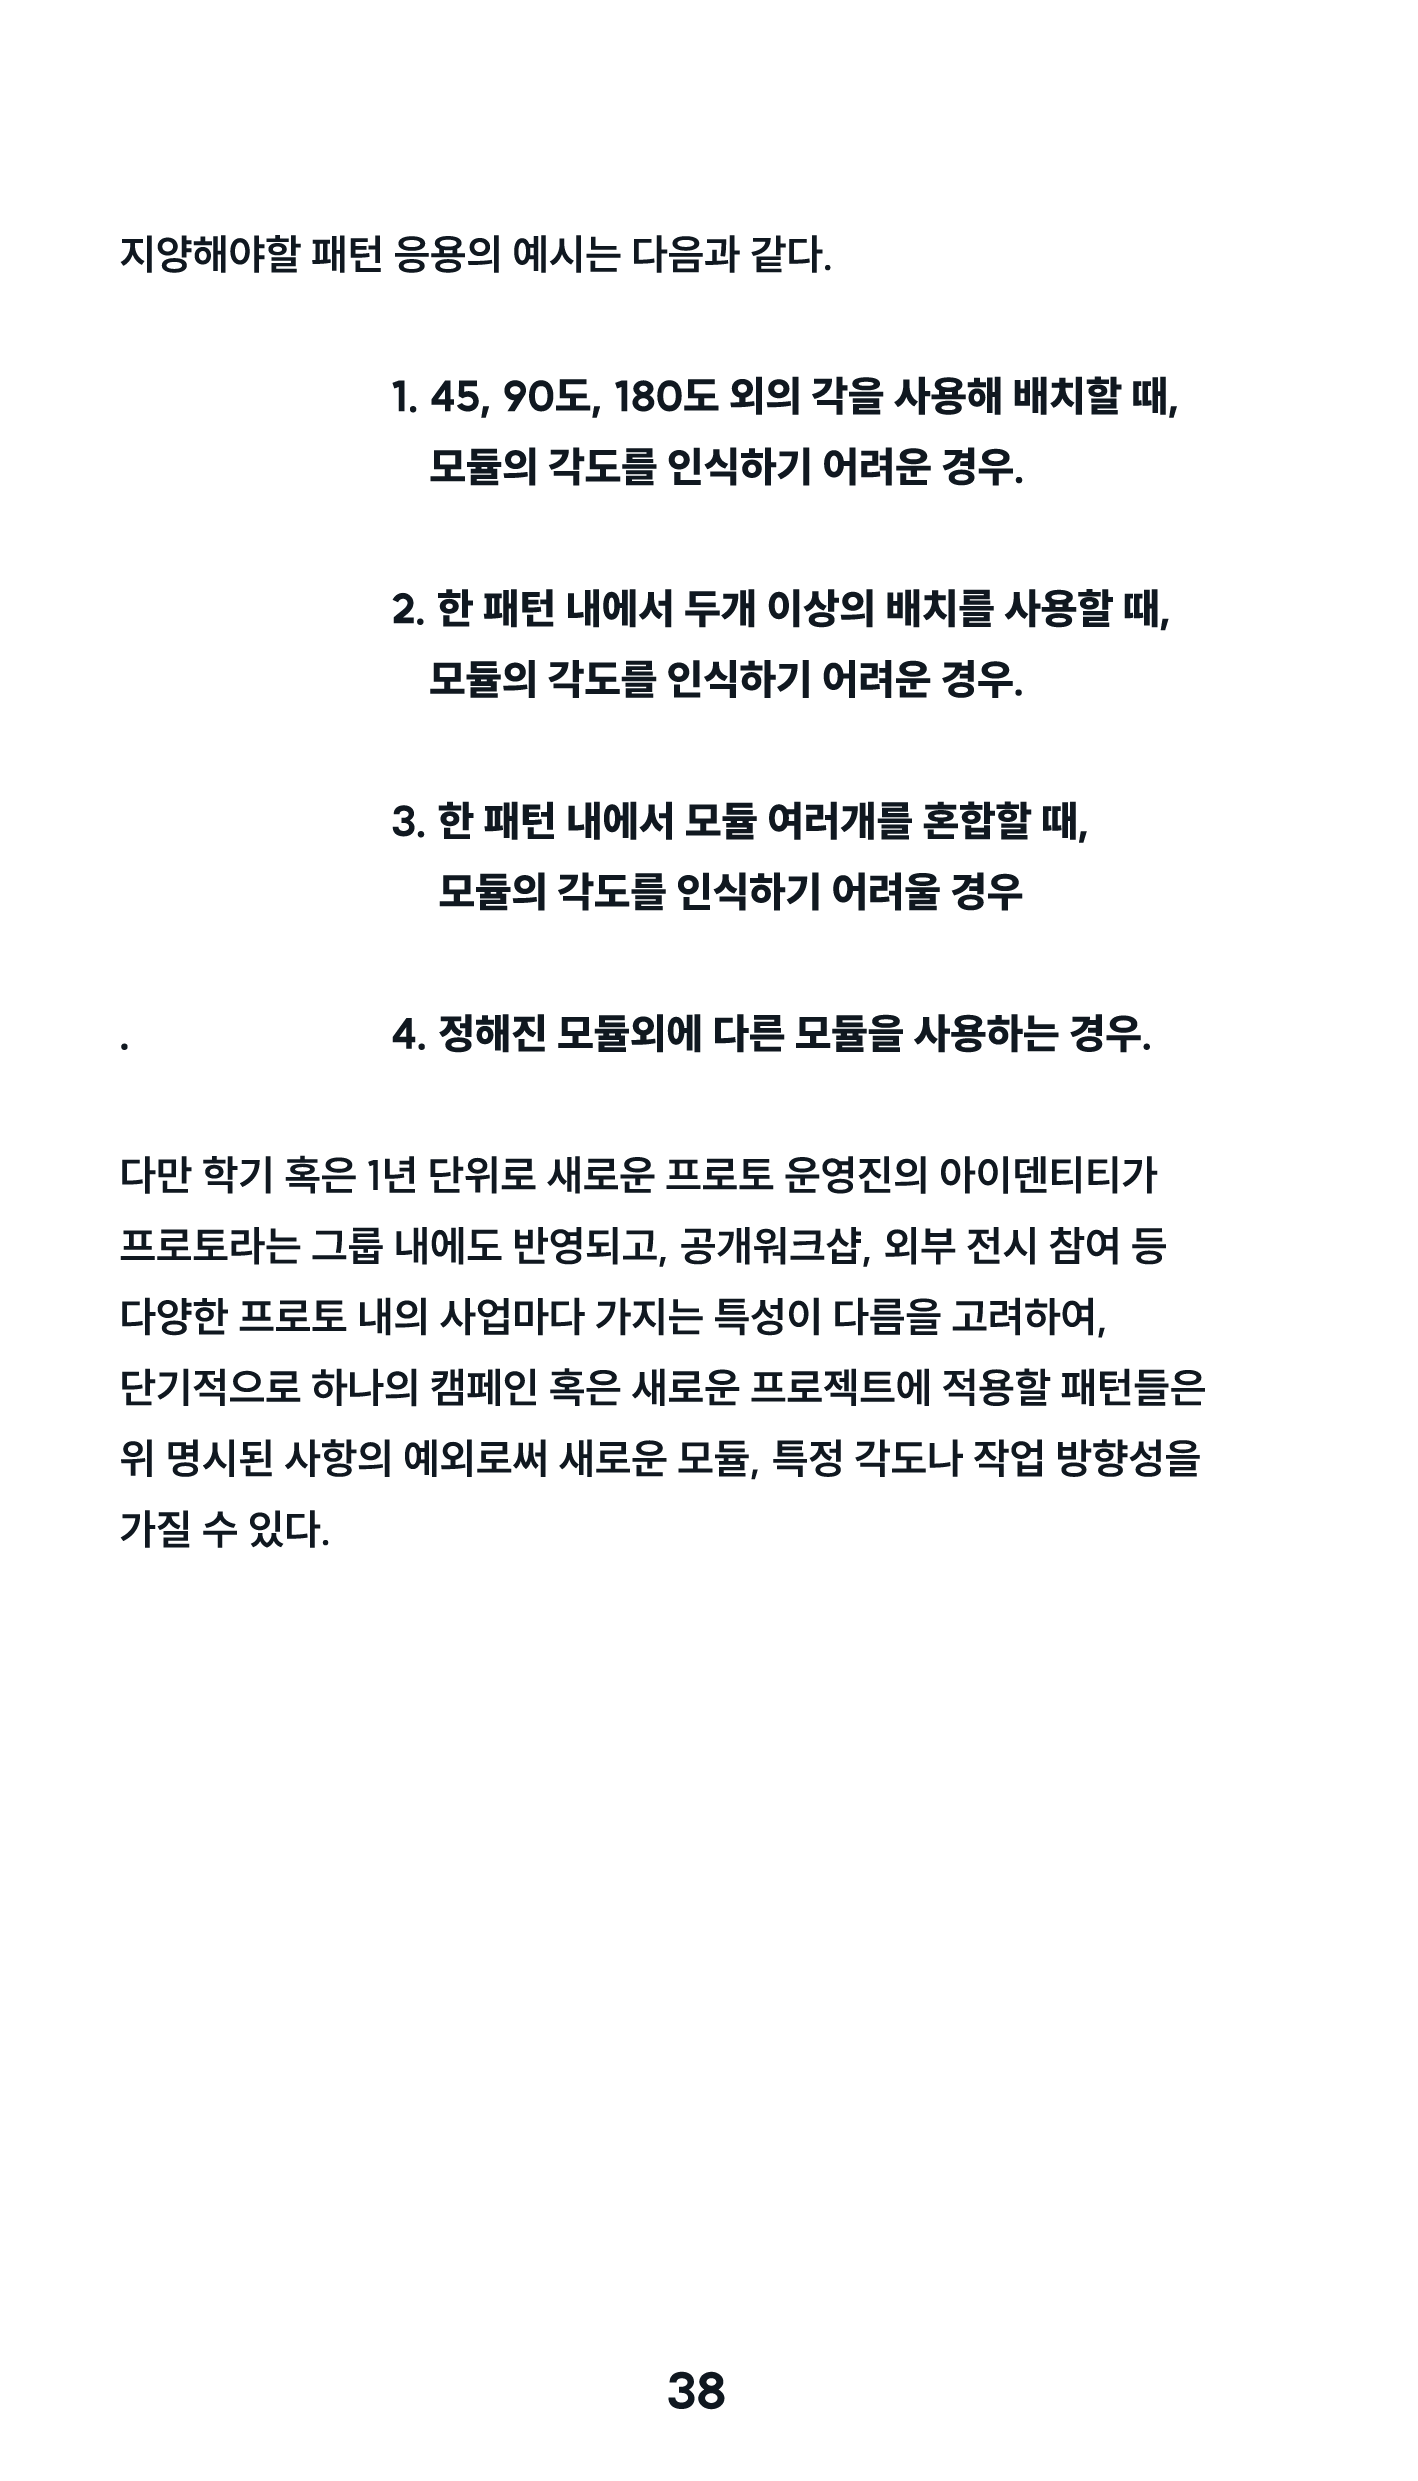 지양해야할 패턴 응용의 예시는 다음과 같다.
1. 45, 90도, 180도 외의 각을 사용해 배치할 때,
모듈의 각도를 인식하기 어려운 경우.
2. 한 패턴 내에서 두개 이상의 배치를 사용할 때,
모듈의 각도를 인식하기 어려운 경우.
3. 한 패턴 내에서 모듈 여러개를 혼합할 때,
모듈의 각도를 인식하기 어려울 경우
. 4. 정해진 모듈외에 다른 모듈을 사용하는 경우.
다만 학기 혹은 1년 단위로 새로운 프로토 운영진의 아이덴티티가
프로토라는 그룹 내에도 반영되고, 공개워크샵, 외부 전시 참여 등
다양한 프로토 내의 사업마다 가지는 특성이 다름을 고려하여,
단기적으로 하나의 캠페인 혹은 새로운 프로젝트에 적용할 패턴들은
위 명시된 사항의 예외로써 새로운 모듈, 특정 각도나 작업 방향성을
가질 수 있다.
38